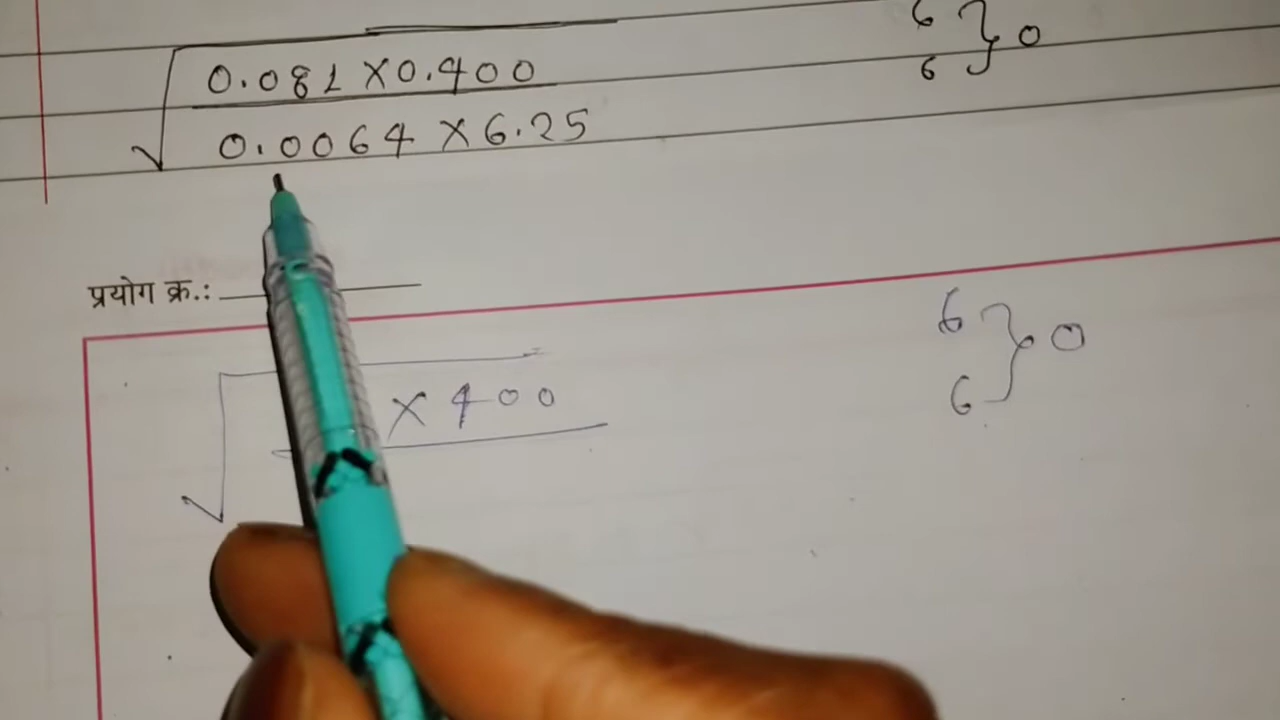 6
} 0
√ 0.081 × 0.400
6
0.0064 × 6.25
प्रयोग क्र.:
6
} 0
√ × 400
6